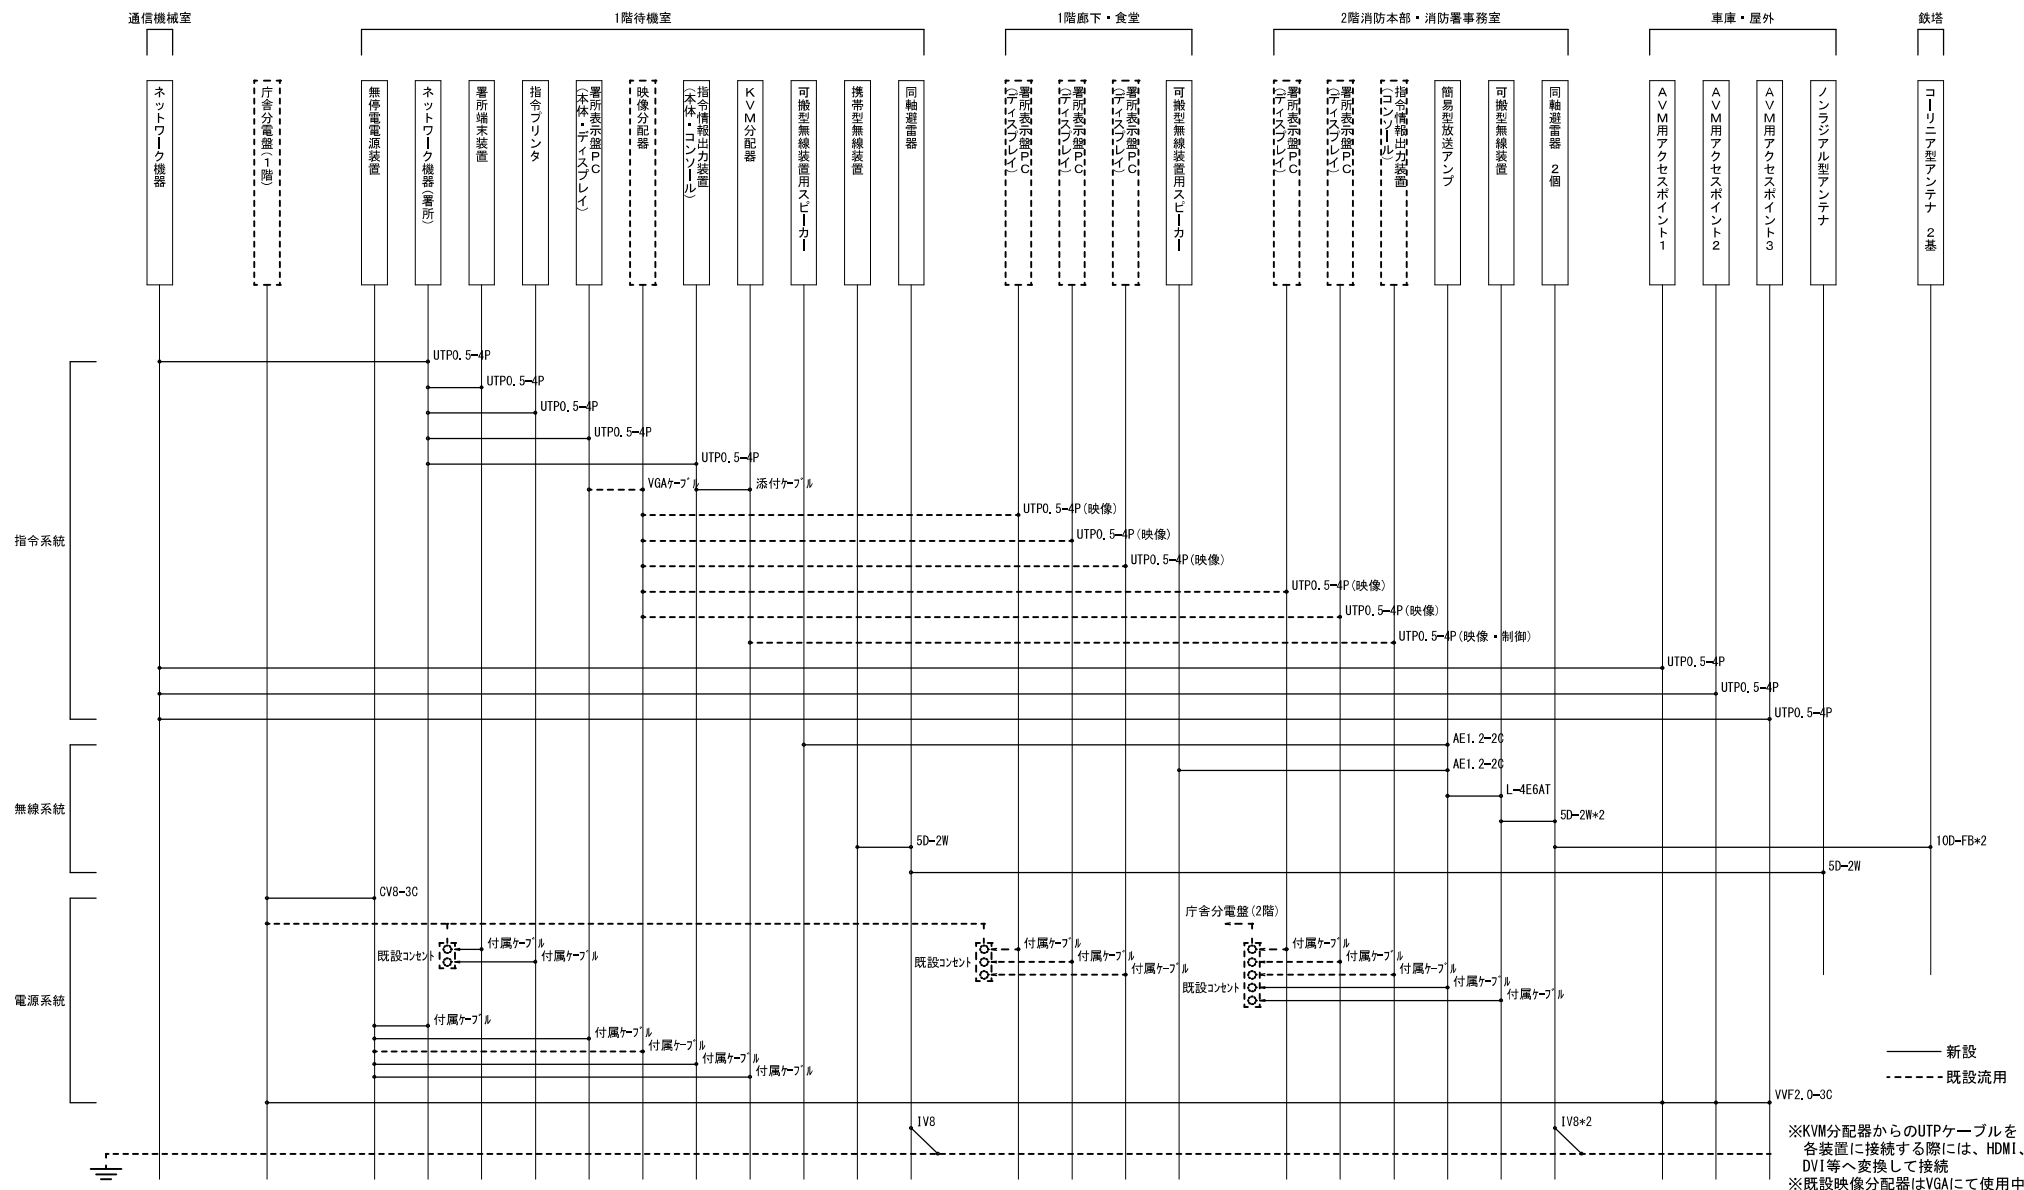 通信機械室
1階待機室
1階廊下・食堂
2階消防本部・消防署事務室
車庫・屋外
鉄塔
ネットワーク機器
庁舎分電盤(1階)
無停電電源装置
ネットワーク機器(署所)
署所端末装置
指令プリンタ
署所表示盤PC
(本体・ディスプレイ)
映像分配器
指令情報出力装置
(本体・コンソール)
KVM分配器
可搬型無線装置用スピーカー
携帯型無線装置
同軸避雷器
署所表示盤PC
(ディスプレイ)
署所表示盤PC
(ディスプレイ)
署所表示盤PC
(ディスプレイ)
可搬型無線装置用スピーカー
署所表示盤PC
(ディスプレイ)
署所表示盤PC
(ディスプレイ)
指令情報出力装置
(コンソール)
簡易型放送アンプ
可搬型無線装置
同軸避雷器 2個
AVM用アクセスポイント1
AVM用アクセスポイント2
AVM用アクセスポイント3
ノンラジアル型アンテナ
コーリニア型アンテナ 2基
指令系統
UTP0.5-4P
UTP0.5-4P
UTP0.5-4P
UTP0.5-4P
UTP0.5-4P
VGAｹｰﾌﾞﾙ
添付ｹｰﾌﾞﾙ
UTP0.5-4P(映像)
UTP0.5-4P(映像)
UTP0.5-4P(映像)
UTP0.5-4P(映像)
UTP0.5-4P(映像)
UTP0.5-4P(映像・制御)
UTP0.5-4P
UTP0.5-4P
UTP0.5-4P
無線系統
AE1.2-2C
AE1.2-2C
L-4E6AT
5D-2W*2
5D-2W
10D-FB*2
5D-2W
電源系統
CV8-3C
庁舎分電盤(2階)
既設ｺﾝｾﾝﾄ
付属ｹｰﾌﾞﾙ
付属ｹｰﾌﾞﾙ
既設ｺﾝｾﾝﾄ
付属ｹｰﾌﾞﾙ
付属ｹｰﾌﾞﾙ
付属ｹｰﾌﾞﾙ
既設ｺﾝｾﾝﾄ
付属ｹｰﾌﾞﾙ
付属ｹｰﾌﾞﾙ
付属ｹｰﾌﾞﾙ
付属ｹｰﾌﾞﾙ
付属ｹｰﾌﾞﾙ
付属ｹｰﾌﾞﾙ
付属ｹｰﾌﾞﾙ
付属ｹｰﾌﾞﾙ
付属ｹｰﾌﾞﾙ
付属ｹｰﾌﾞﾙ
VVF2.0-3C
IV8
IV8*2
新設
既設流用
※KVM分配器からのUTPケーブルを
各装置に接続する際には、HDMI、
DVI等へ変換して接続
※既設映像分配器はVGAにて使用中